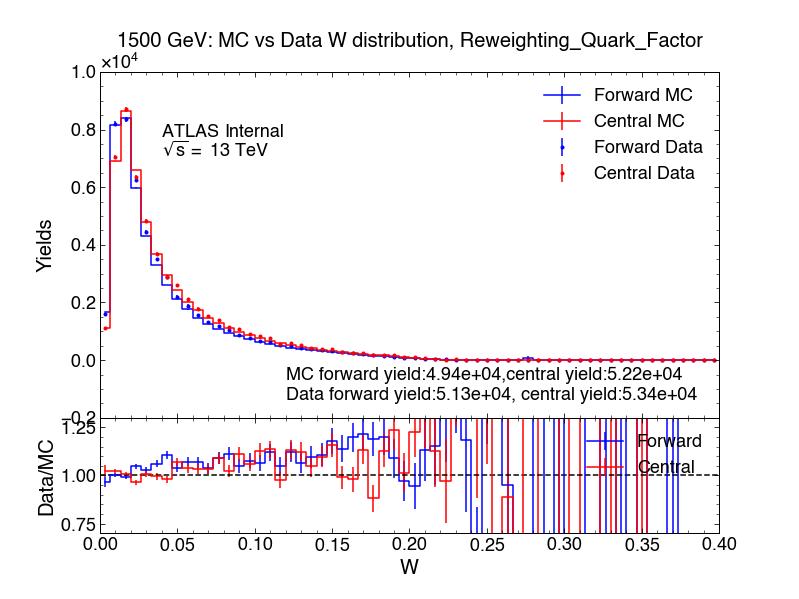 1500 GeV: MC vs Data W distribution, Reweighting_Quark_Factor
×10⁴
1.0
0.8
0.6
0.4
0.2
0.0
-0.2
Yields
ATLAS Internal
√s = 13 TeV
Forward MC
Central MC
Forward Data
Central Data
MC forward yield:4.94e+04,central yield:5.22e+04
Data forward yield:5.13e+04, central yield:5.34e+04
1.25
1.00
0.75
Data/MC
Forward
Central
0.00 0.05 0.10 0.15 0.20 0.25 0.30 0.35 0.40
W